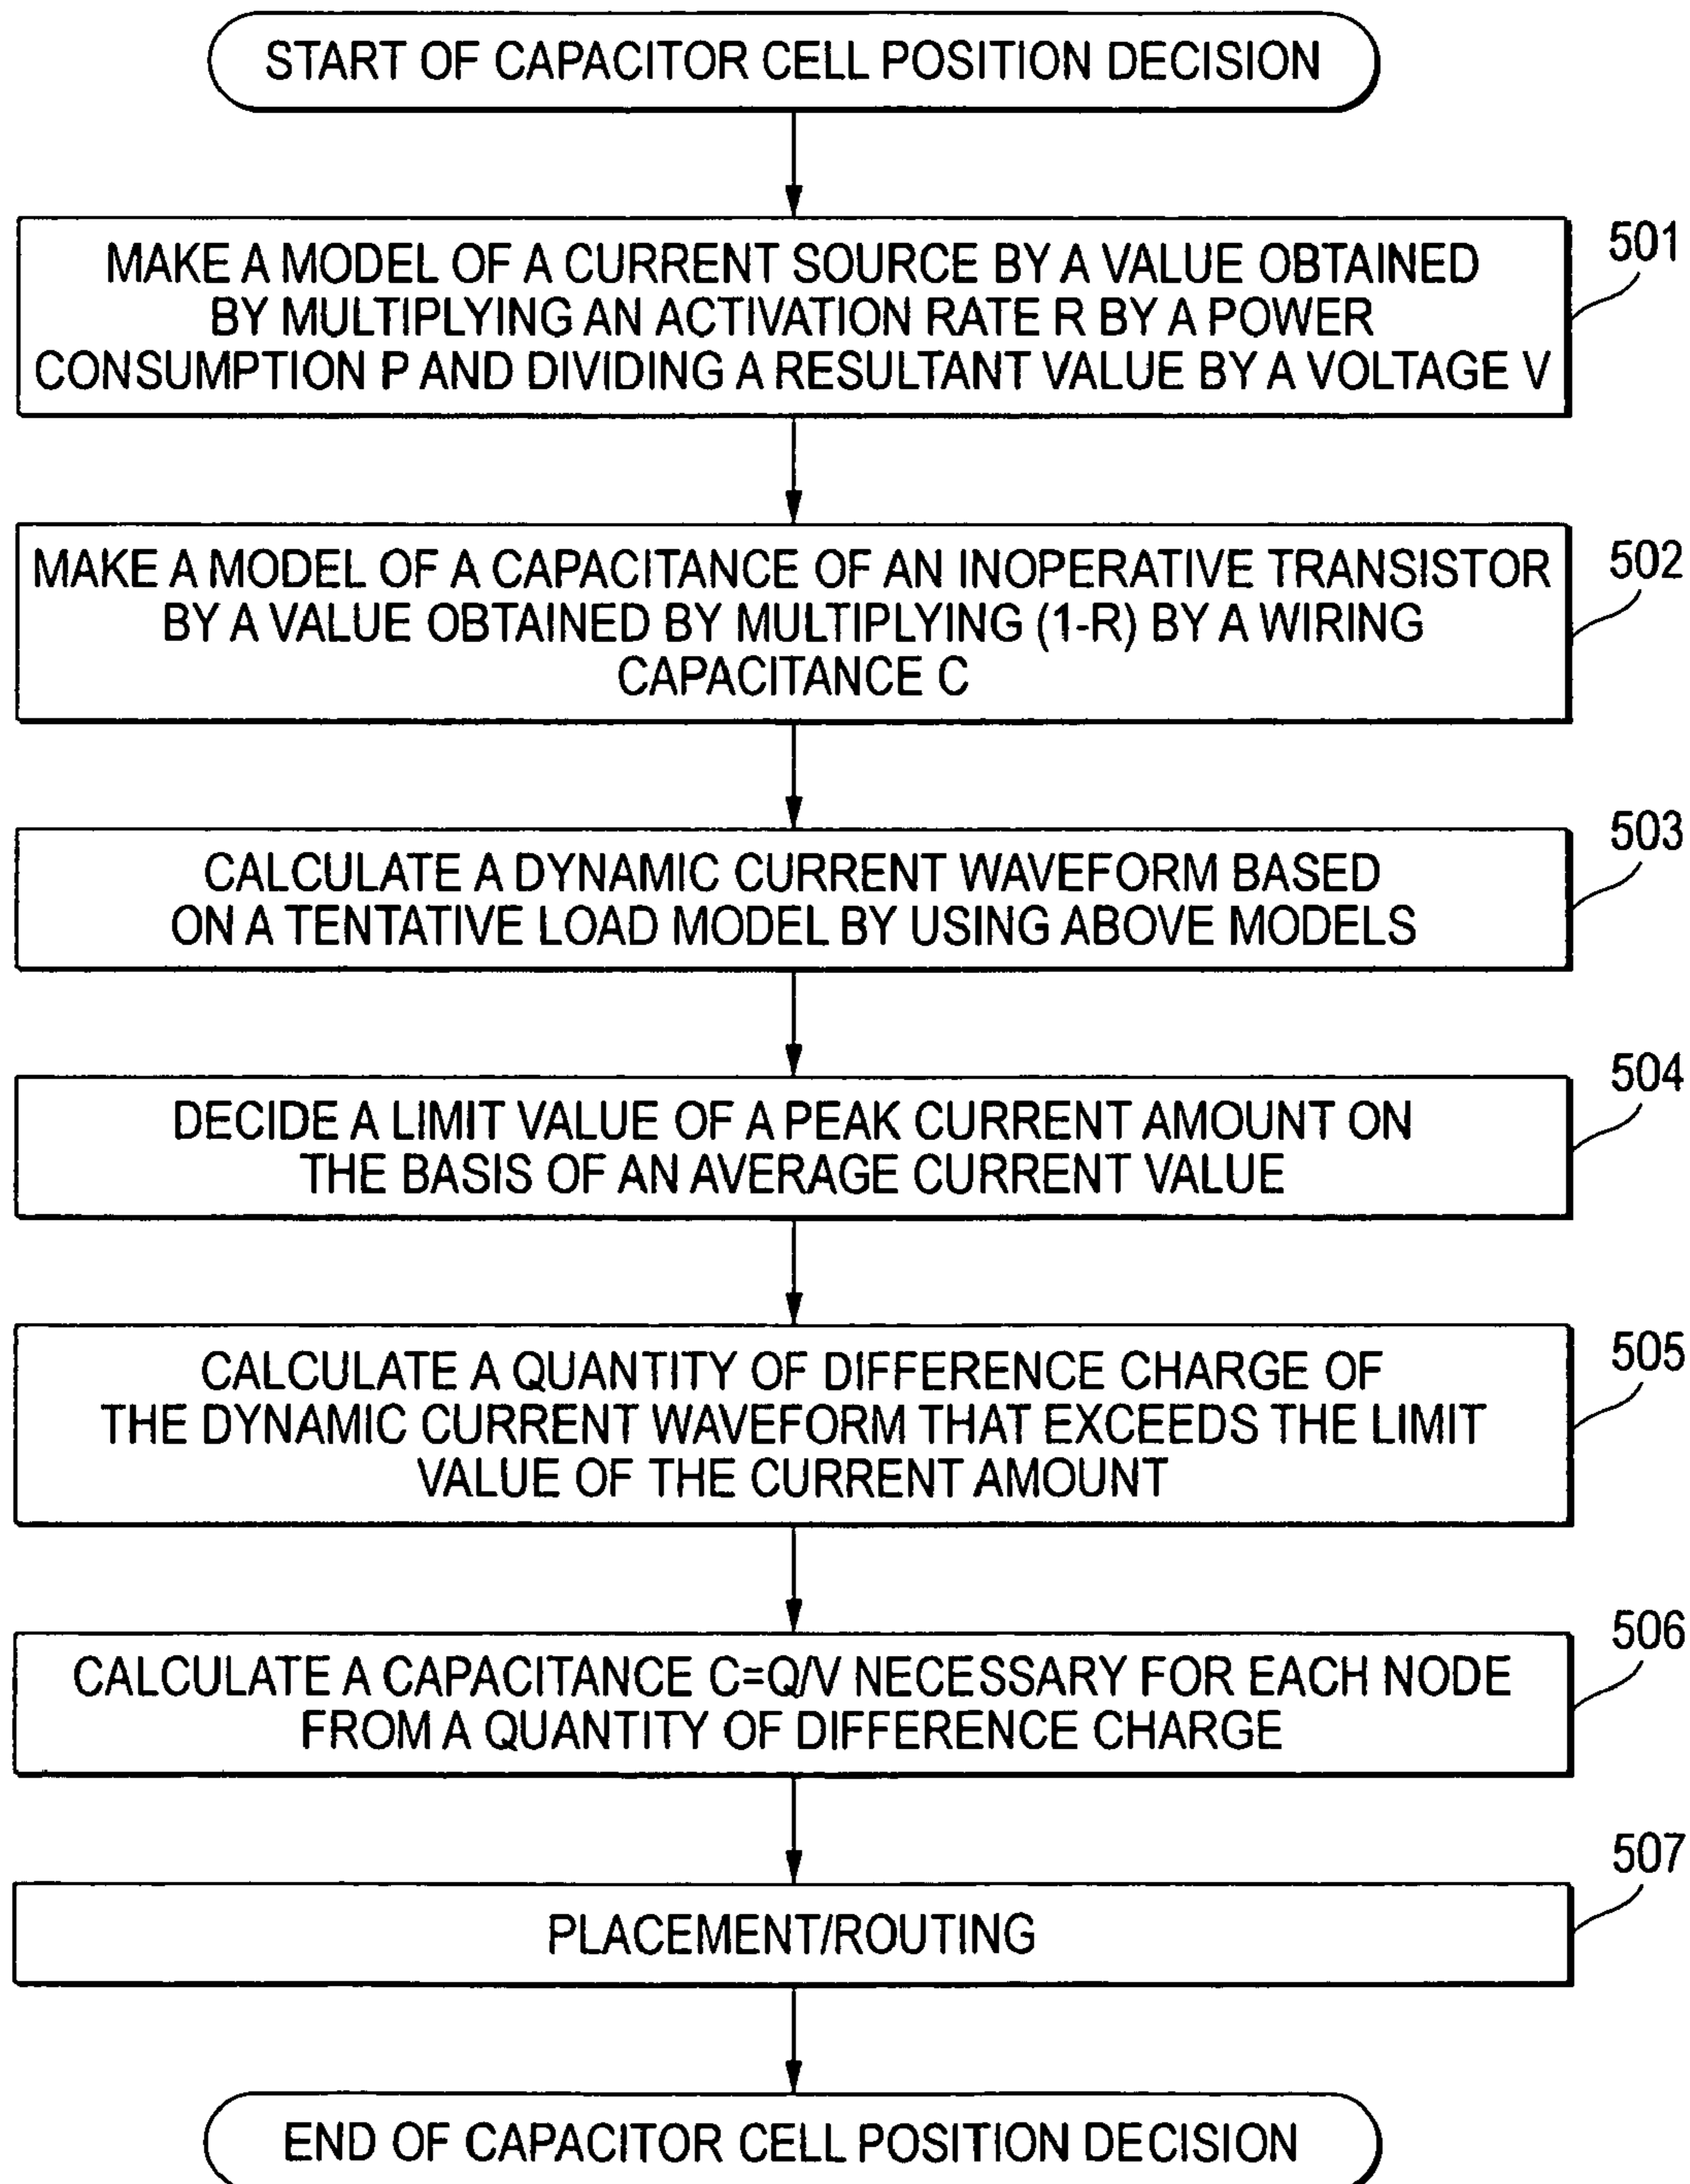 START OF CAPACITOR CELL POSITION DECISION
501
MAKE A MODEL OF A CURRENT SOURCE BY A VALUE OBTAINED
BY MULTIPLYING AN ACTIVATION RATE R BY A POWER
CONSUMPTION P AND DIVIDING A RESULTANT VALUE BY A VOLTAGE V
502
MAKE A MODEL OF A CAPACITANCE OF AN INOPERATIVE TRANSISTOR
BY A VALUE OBTAINED BY MULTIPLYING (1-R) BY A WIRING
CAPACITANCE C
503
CALCULATE A DYNAMIC CURRENT WAVEFORM BASED
ON A TENTATIVE LOAD MODEL BY USING ABOVE MODELS
504
DECIDE A LIMIT VALUE OF A PEAK CURRENT AMOUNT ON
THE BASIS OF AN AVERAGE CURRENT VALUE
505
CALCULATE A QUANTITY OF DIFFERENCE CHARGE OF
THE DYNAMIC CURRENT WAVEFORM THAT EXCEEDS THE LIMIT
VALUE OF THE CURRENT AMOUNT
506
CALCULATE A CAPACITANCE C=Q/V NECESSARY FOR EACH NODE
FROM A QUANTITY OF DIFFERENCE CHARGE
507
PLACEMENT/ROUTING
END OF CAPACITOR CELL POSITION DECISION